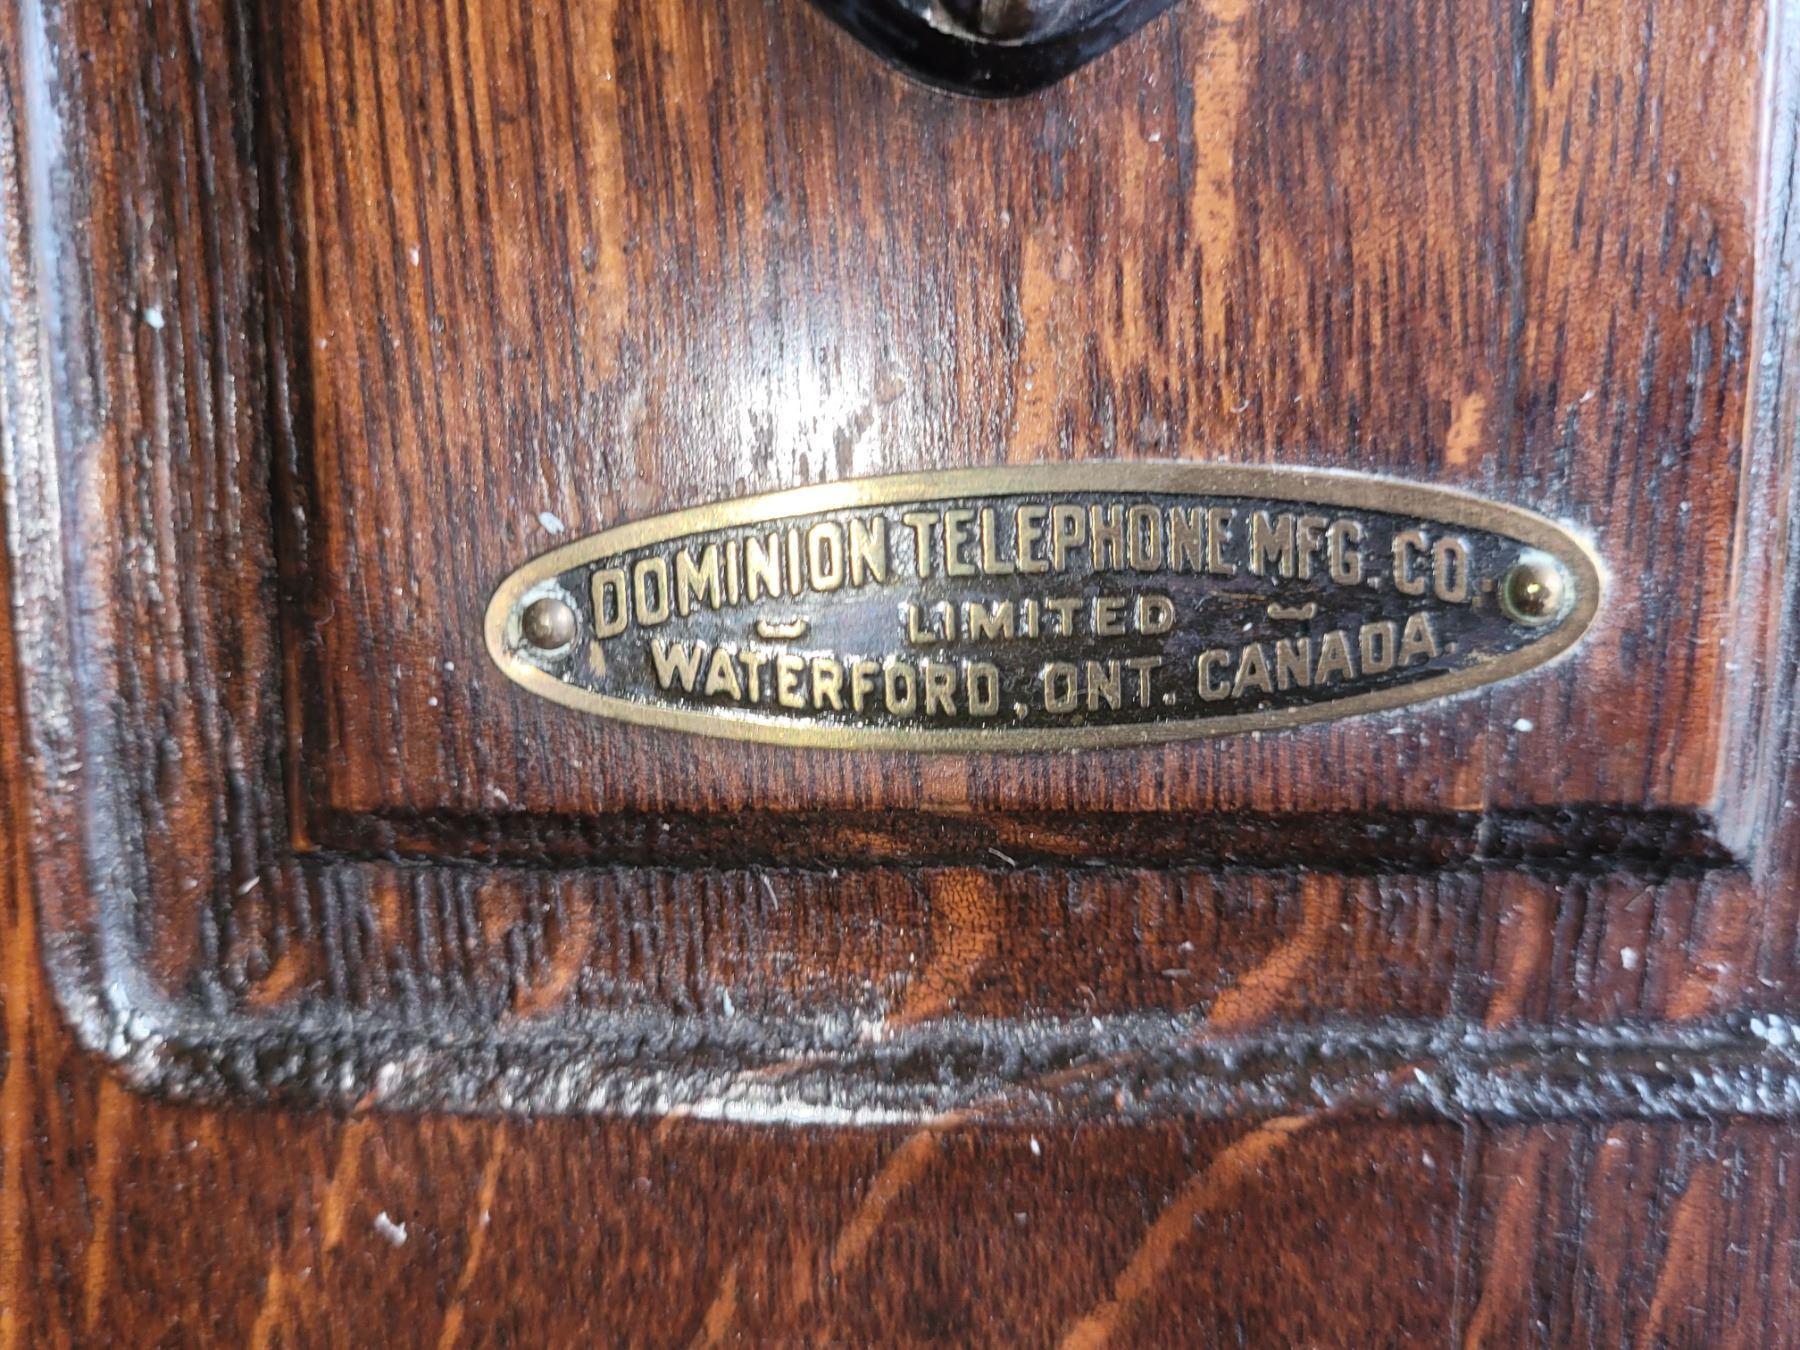 DOMINION TELEPHONE MFG. CO.
LIMITED
WATERFORD, ONT. CANADA.